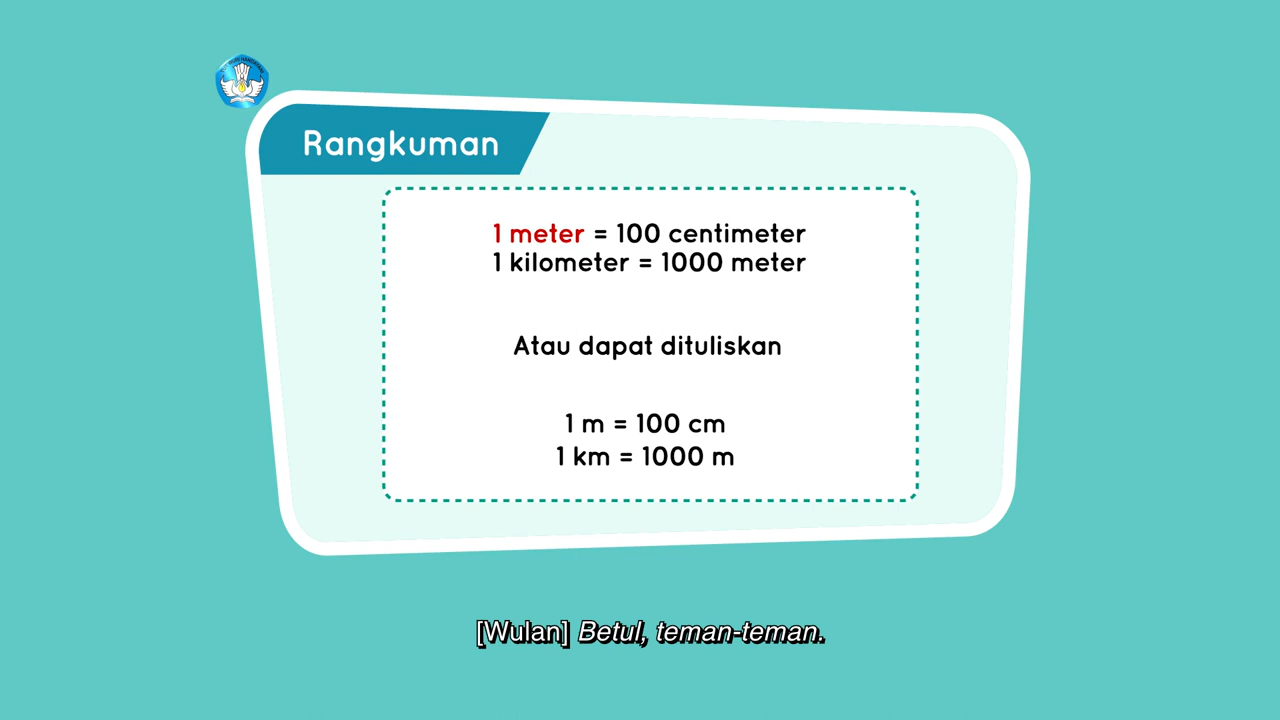 Rangkuman
1 meter = 100 centimeter
1 kilometer = 1000 meter
Atau dapat dituliskan
1 m = 100 cm
1 km = 1000 m
[Wulan] Betul, teman-teman.